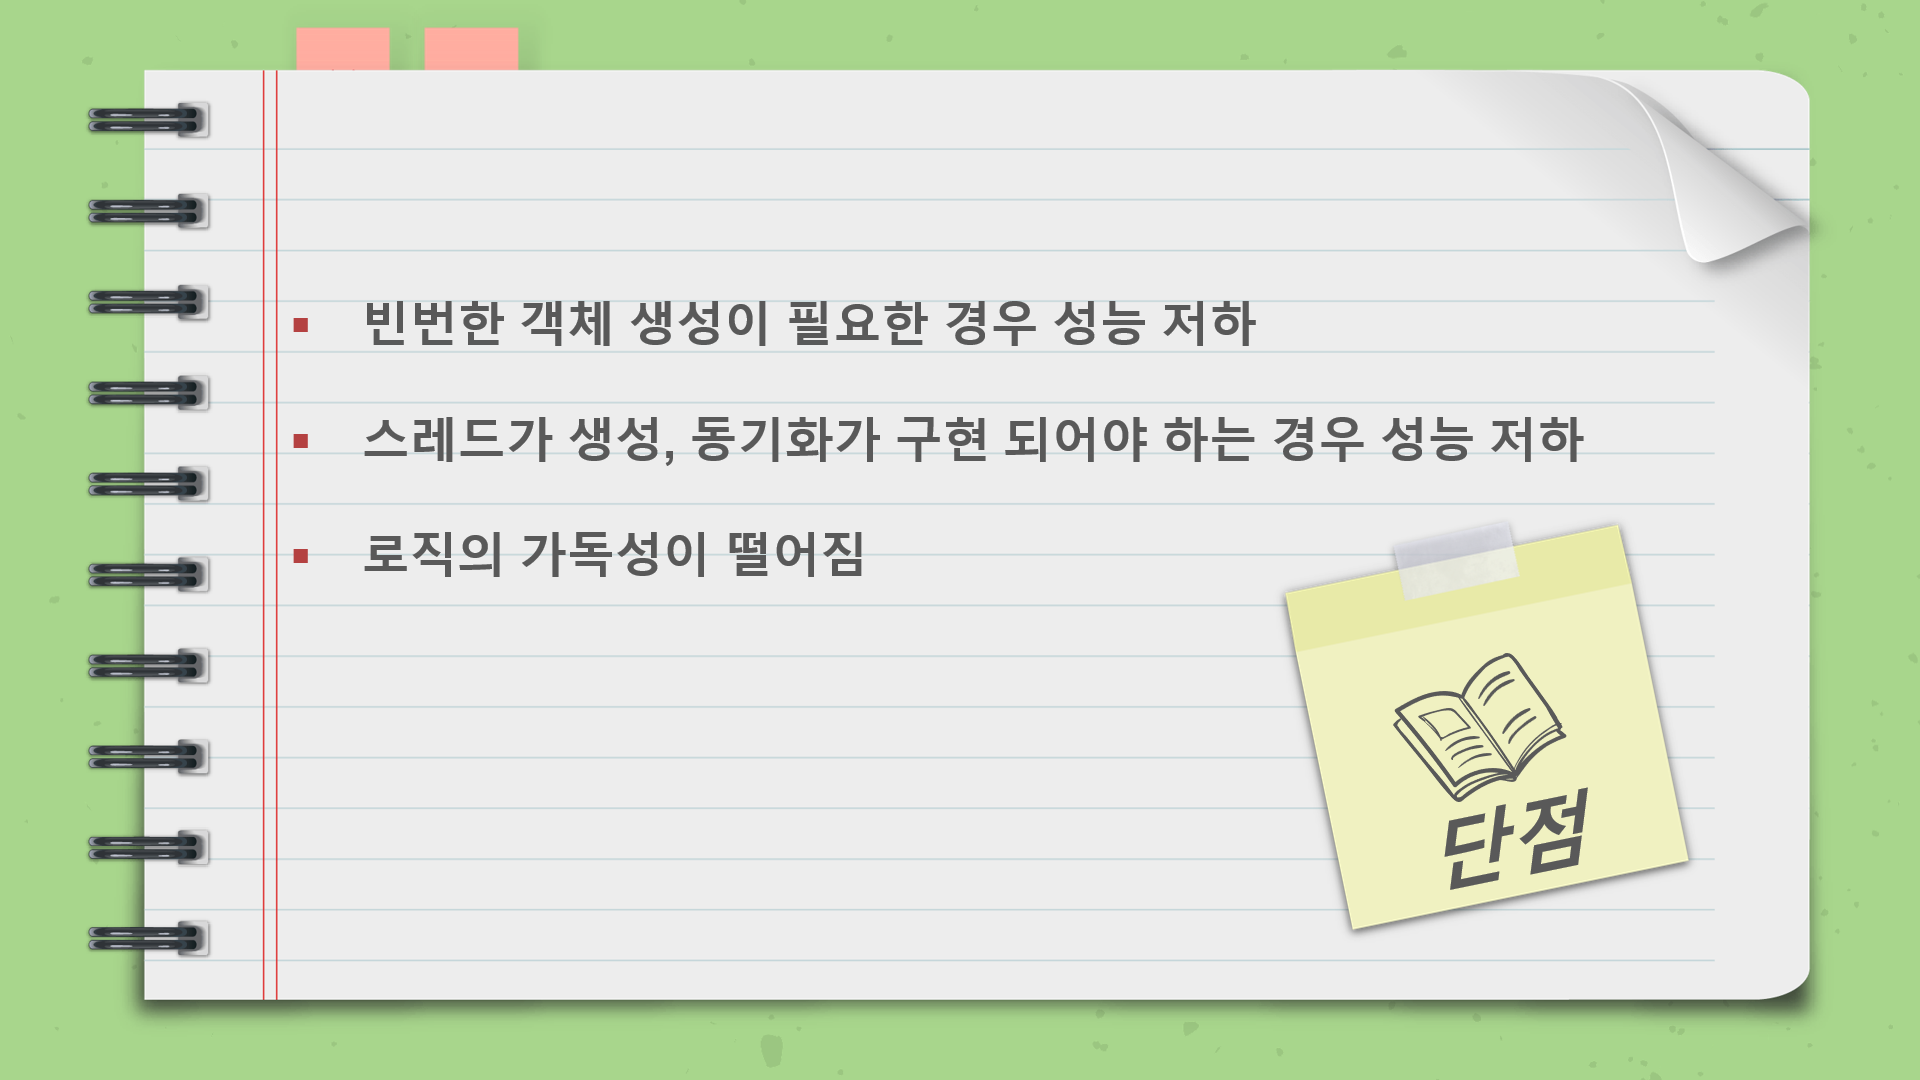 빈번한 객체 생성이 필요한 경우 성능 저하
스레드가 생성, 동기화가 구현 되어야 하는 경우 성능 저하
로직의 가독성이 떨어짐
단점